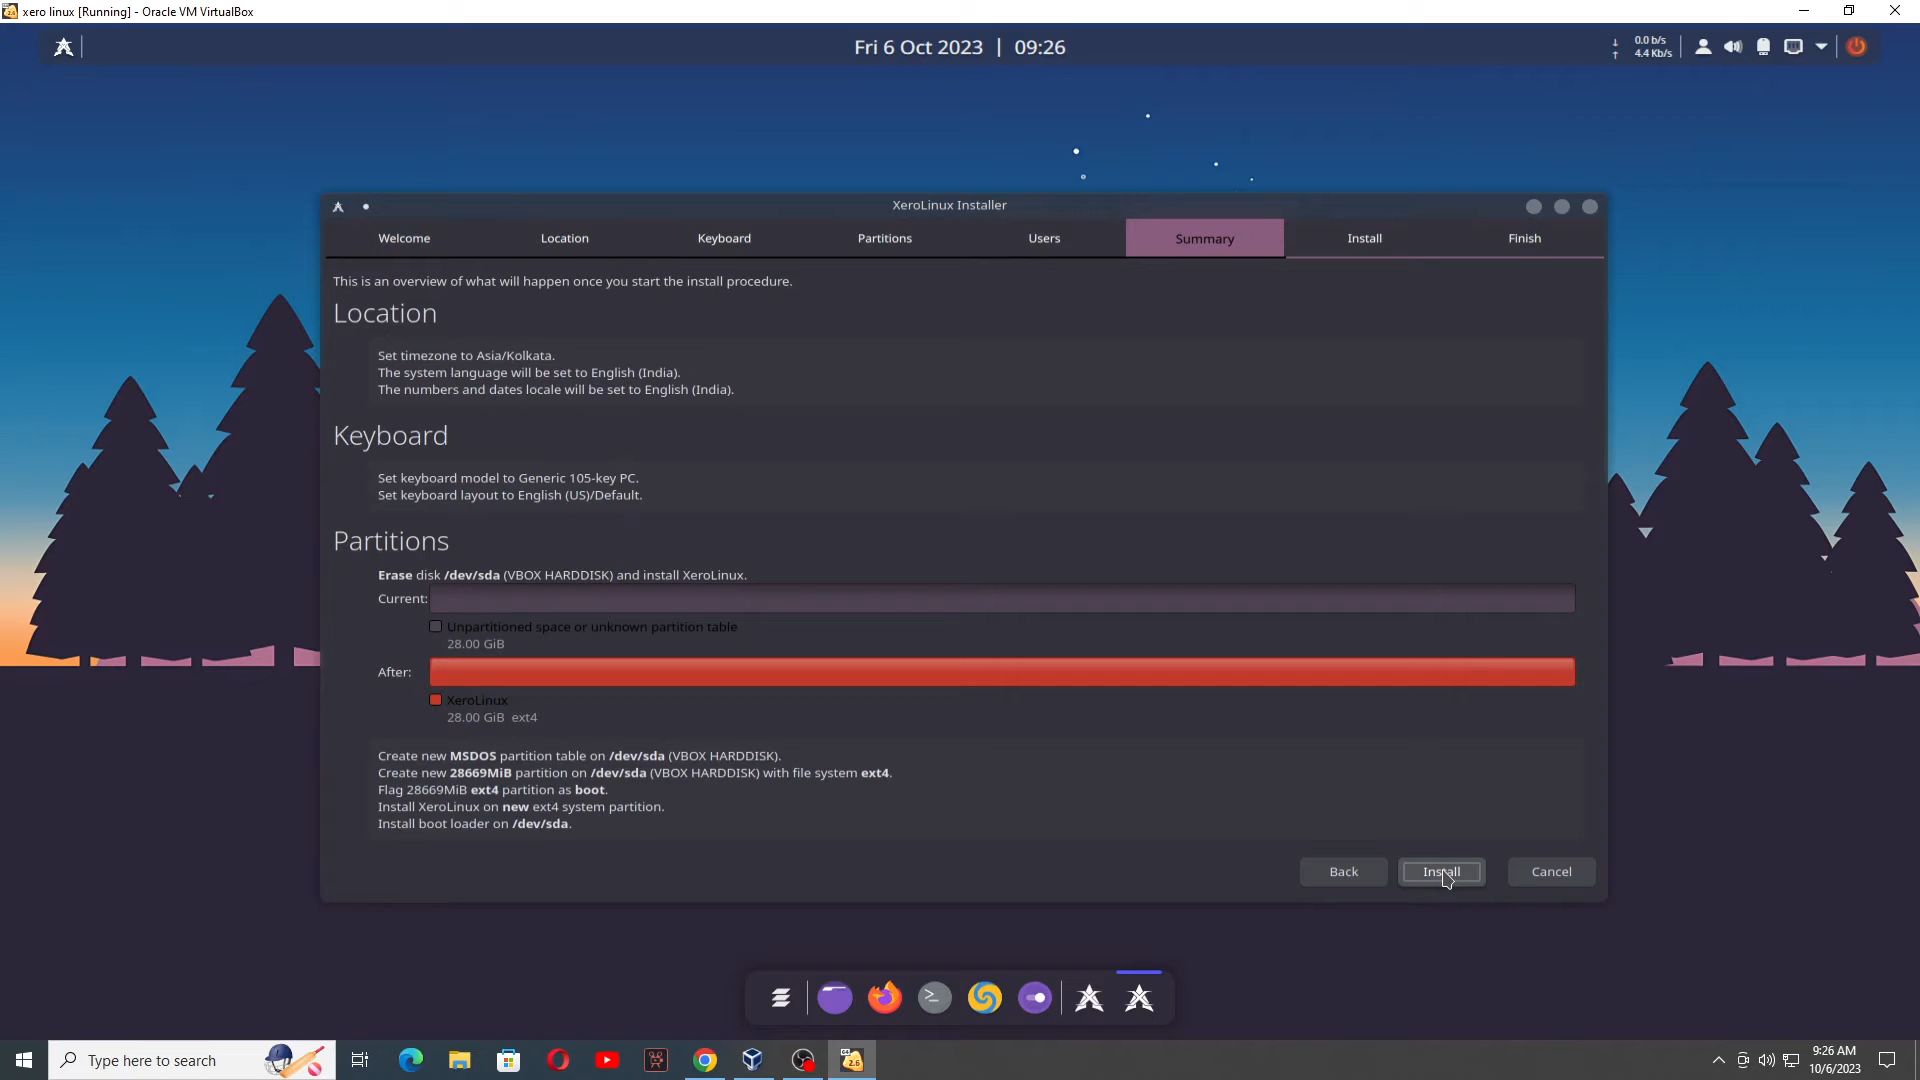 xero linux [Running] - Oracle VM VirtualBox
Fri 6 Oct 2023 | 09:26
0.0 b/s
4.4 Kb/s
XeroLinux Installer
Welcome
Location
Keyboard
Partitions
Users
Summary
Install
Finish
This is an overview of what will happen once you start the install procedure.
Location
Set timezone to Asia/Kolkata.
The system language will be set to English (India).
The numbers and dates locale will be set to English (India).
Keyboard
Set keyboard model to Generic 105-key PC.
Set keyboard layout to English (US)/Default.
Partitions
Erase disk /dev/sda (VBOX HARDDISK) and install XeroLinux.
Current:
Unpartitioned space or unknown partition table
28.00 GiB
After:
XeroLinux
28.00 GiB ext4
Create new MSDOS partition table on /dev/sda (VBOX HARDDISK).
Create new 28669MiB partition on /dev/sda (VBOX HARDDISK) with file system ext4.
Flag 28669MiB ext4 partition as boot.
Install XeroLinux on new ext4 system partition.
Install boot loader on /dev/sda.
Back
Install
Cancel
Type here to search
9:26 AM
10/6/2023